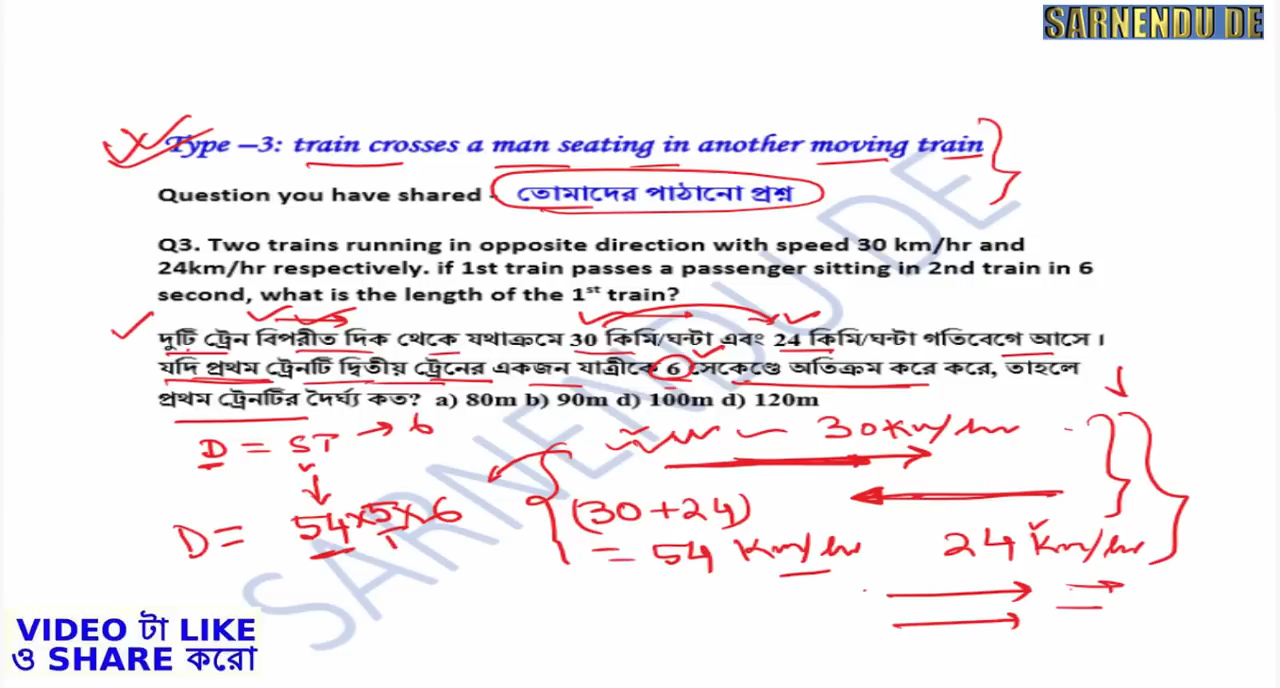 SARNENDU DE
Type –3: train crosses a man seating in another moving train
Question you have shared - তোমাদের পাঠানো প্রশ্ন
Q3. Two trains running in opposite direction with speed 30 km/hr and
24km/hr respectively. if 1st train passes a passenger sitting in 2nd train in 6
second, what is the length of the 1st train?
দুটি ট্রেন বিপরীত দিক থেকে যথাক্রমে 30 কিমি/ঘন্টা এবং 24 কিমি/ঘন্টা গতিবেগে আসে।
যদি প্রথম ট্রেনটি দ্বিতীয় ট্রেনের একজন যাত্রীকে 6 সেকেণ্ডে অতিক্রম করে করে, তাহলে
প্রথম ট্রেনটির দৈর্ঘ্য কত? a) 80m b) 90m d) 100m d) 120m
D = ST → 6
30 Km/hr
D = 54 × 5 × 6
(30 + 24)
= 54 Km/hr
24 Km/hr
SARNENDU DE
VIDEO টা LIKE
ও SHARE করো